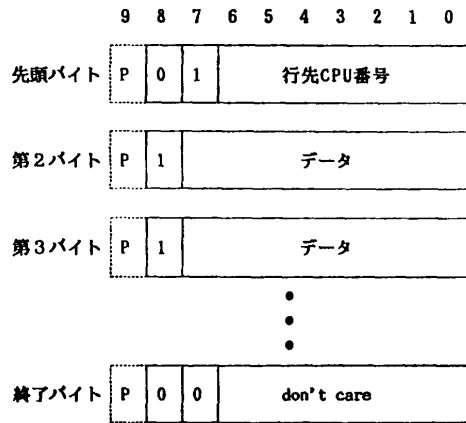 9 8 7 6 5 4 3 2 1 0
先頭バイト P 0 1 行先CPU番号
第2バイト P 1 データ
第3バイト P 1 データ
終了バイト P 0 0 don't care